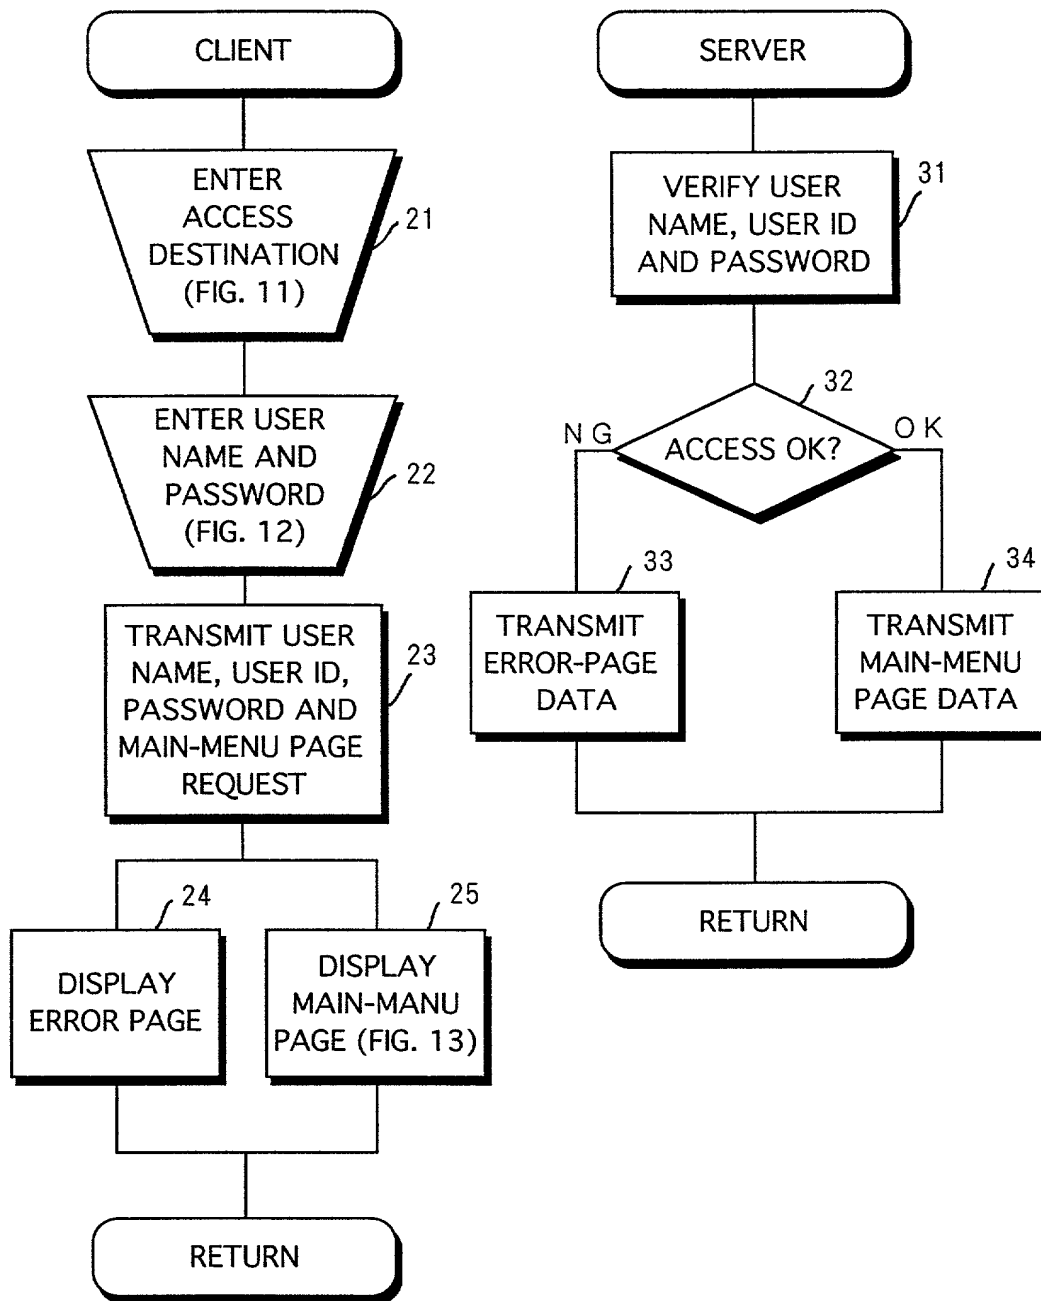 CLIENT
ENTER
ACCESS
DESTINATION
(FIG. 11)
21
ENTER USER
NAME AND
PASSWORD
(FIG. 12)
22
TRANSMIT USER
NAME, USER ID,
PASSWORD AND
MAIN-MENU PAGE
REQUEST
23
24
DISPLAY
ERROR PAGE
25
DISPLAY
MAIN-MANU
PAGE (FIG. 13)
RETURN
SERVER
31
VERIFY USER
NAME, USER ID
AND PASSWORD
32
NG
ACCESS OK?
OK
33
TRANSMIT
ERROR-PAGE
DATA
34
TRANSMIT
MAIN-MENU
PAGE DATA
RETURN